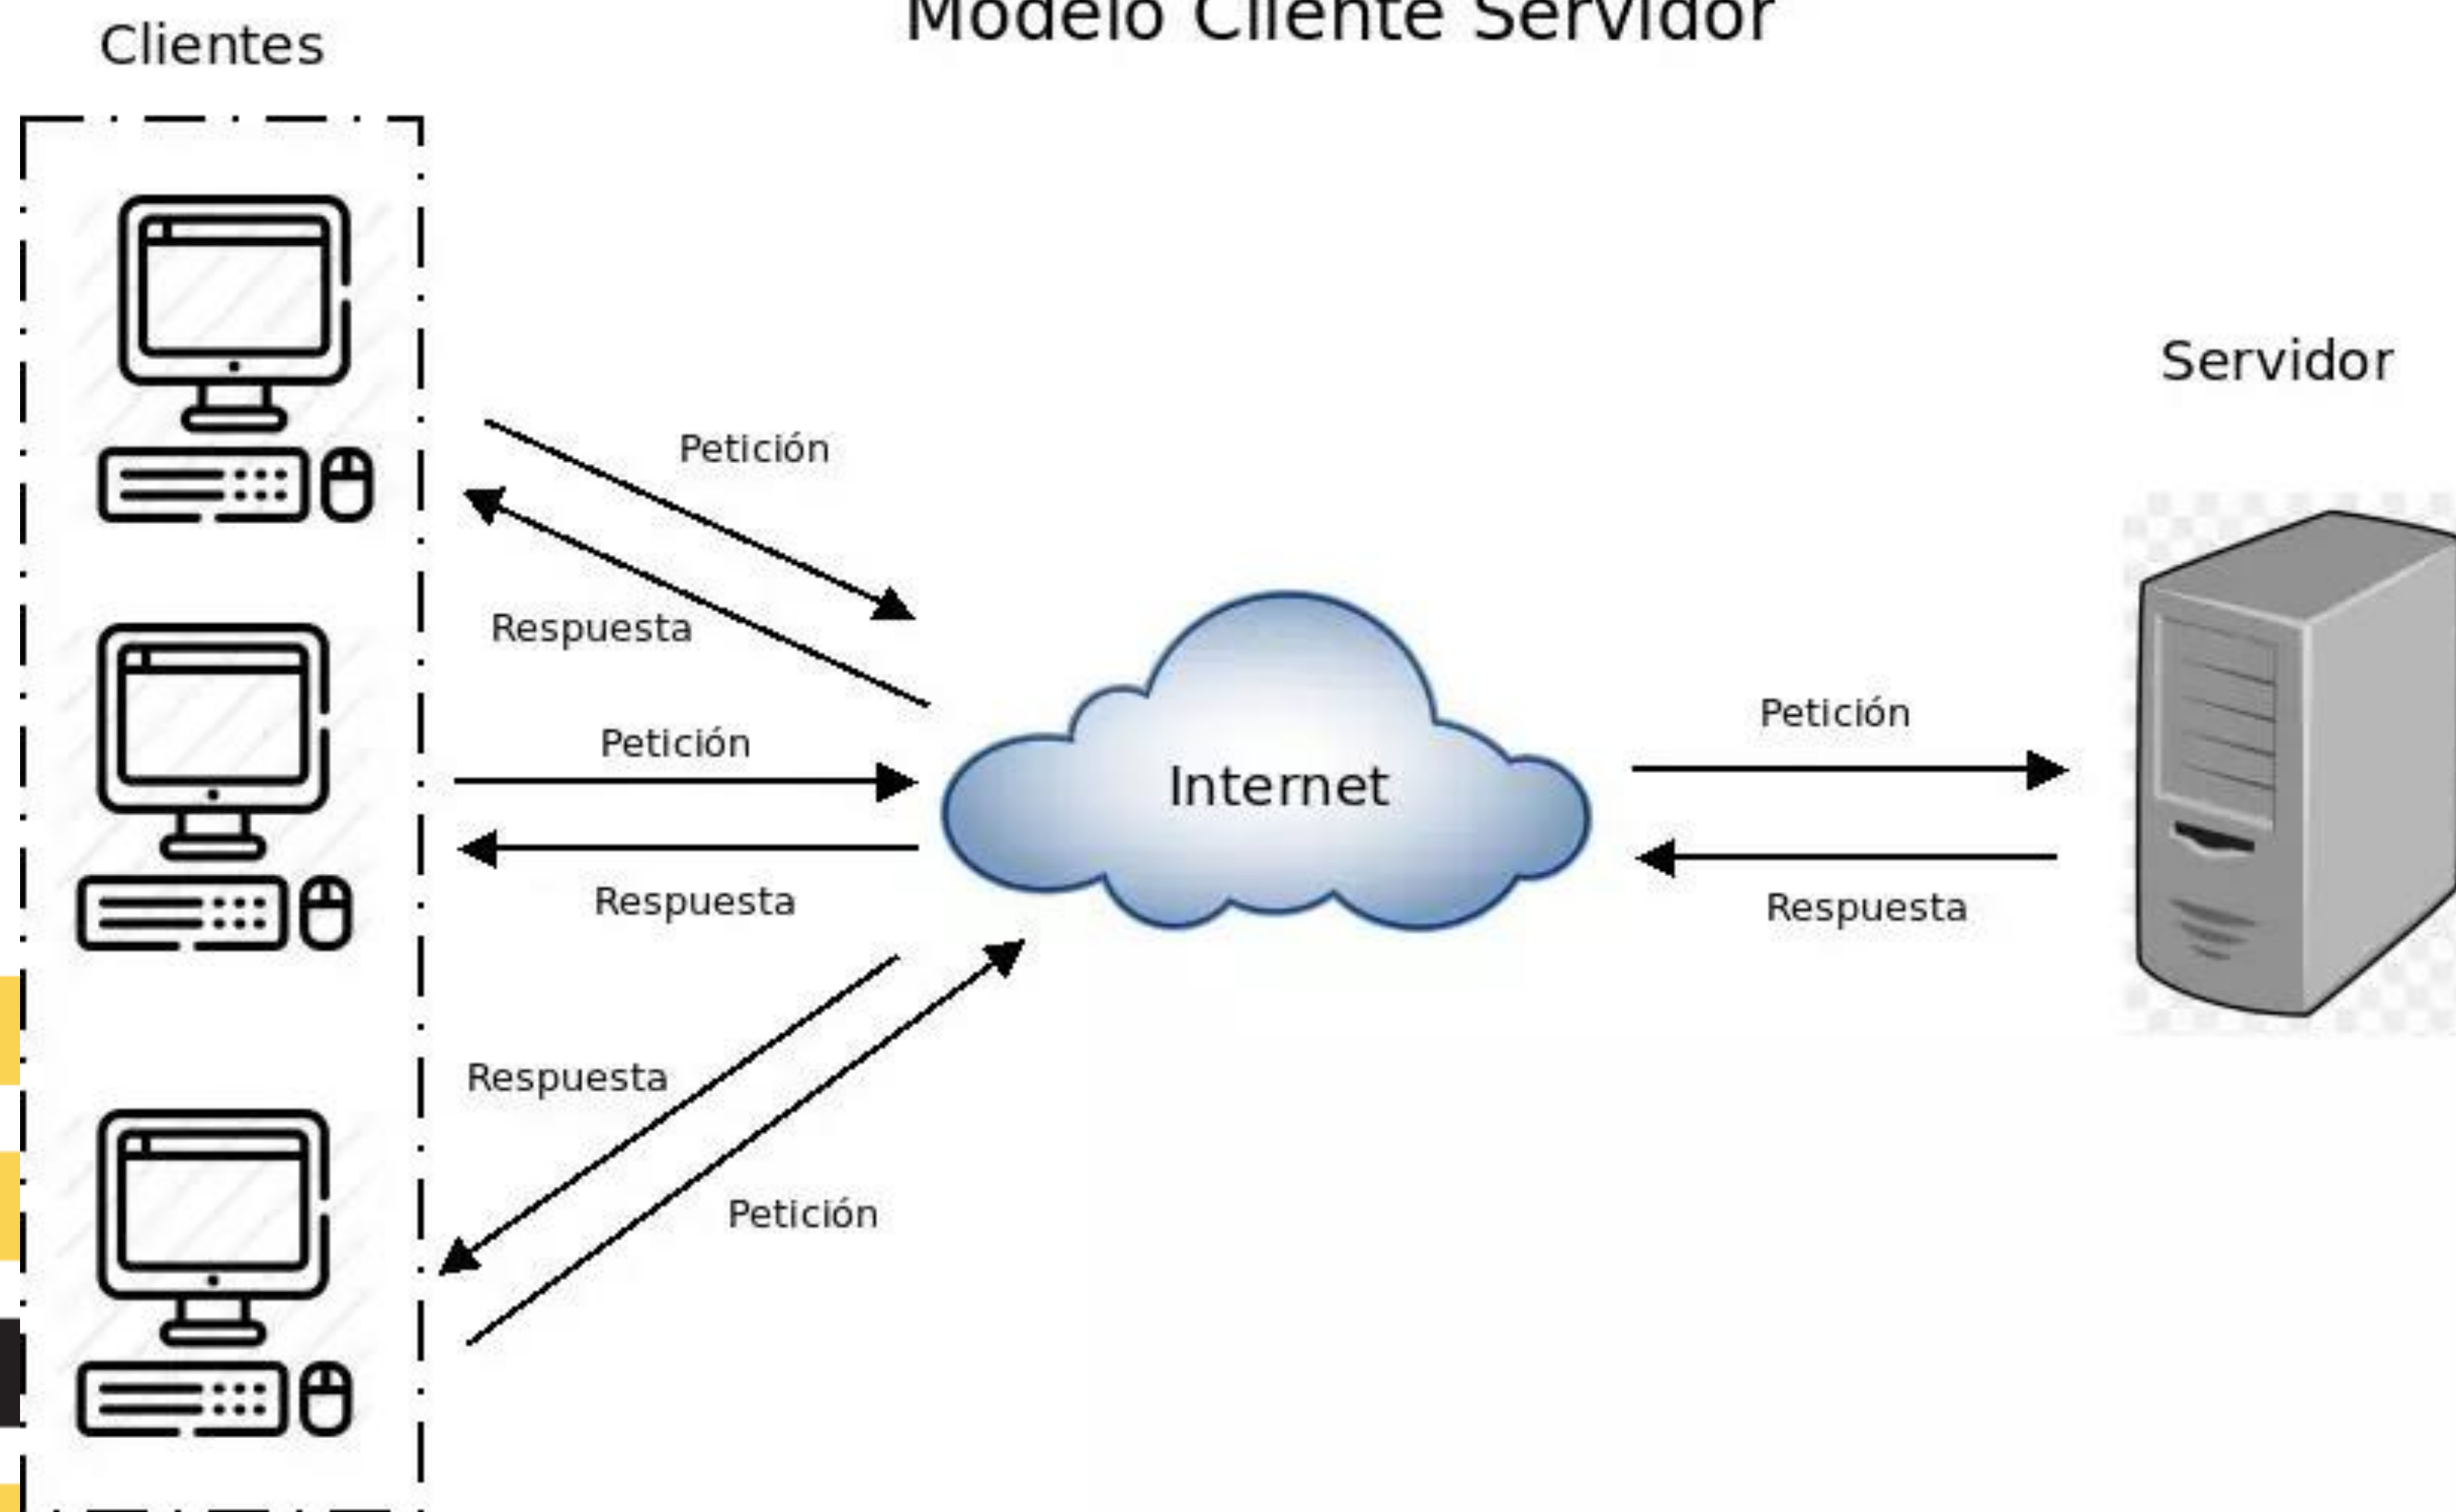 Modelo Cliente Servidor
Clientes
Servidor
Petición
Respuesta
Petición
Respuesta
Internet
Petición
Respuesta
Respuesta
Petición